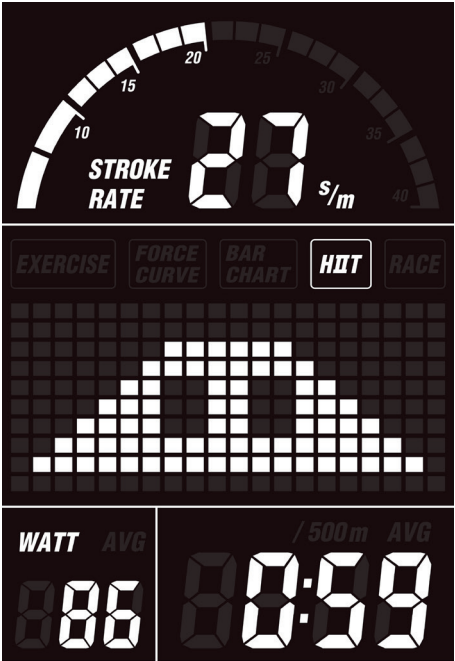 20 25
15 30
10 35
STROKE
RATE
27 s/m
40
EXERCISE
FORCE
CURVE
BAR
CHART
HIIT
RACE
WATT AVG
86
/500m AVG
0:59